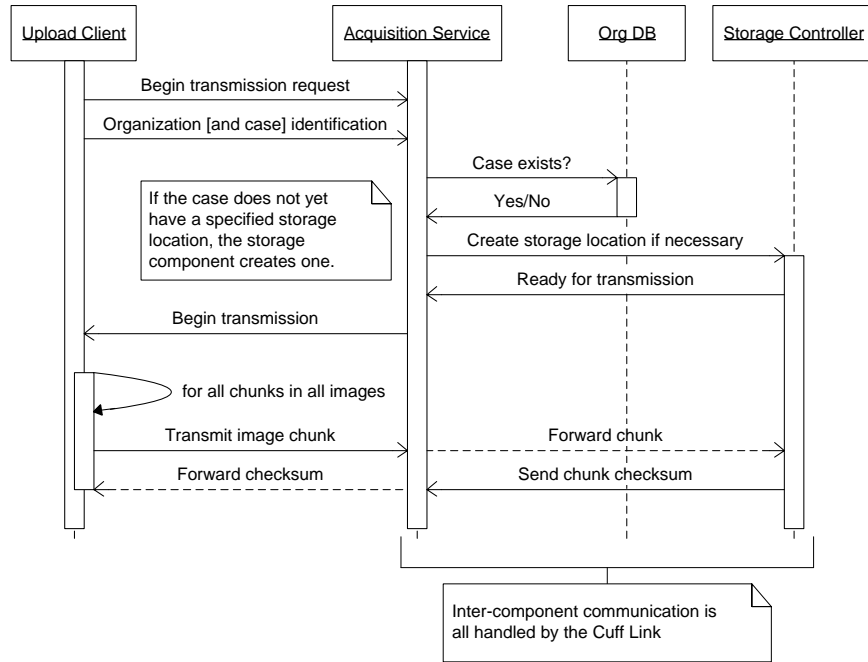 Upload Client
Acquisition Service
Org DB
Storage Controller
Begin transmission request
Organization [and case] identification
Case exists?
If the case does not yet
have a specified storage
location, the storage
component creates one.
Yes/No
Create storage location if necessary
Ready for transmission
Begin transmission
for all chunks in all images
Transmit image chunk
Forward chunk
Forward checksum
Send chunk checksum
Inter-component communication is
all handled by the Cuff Link